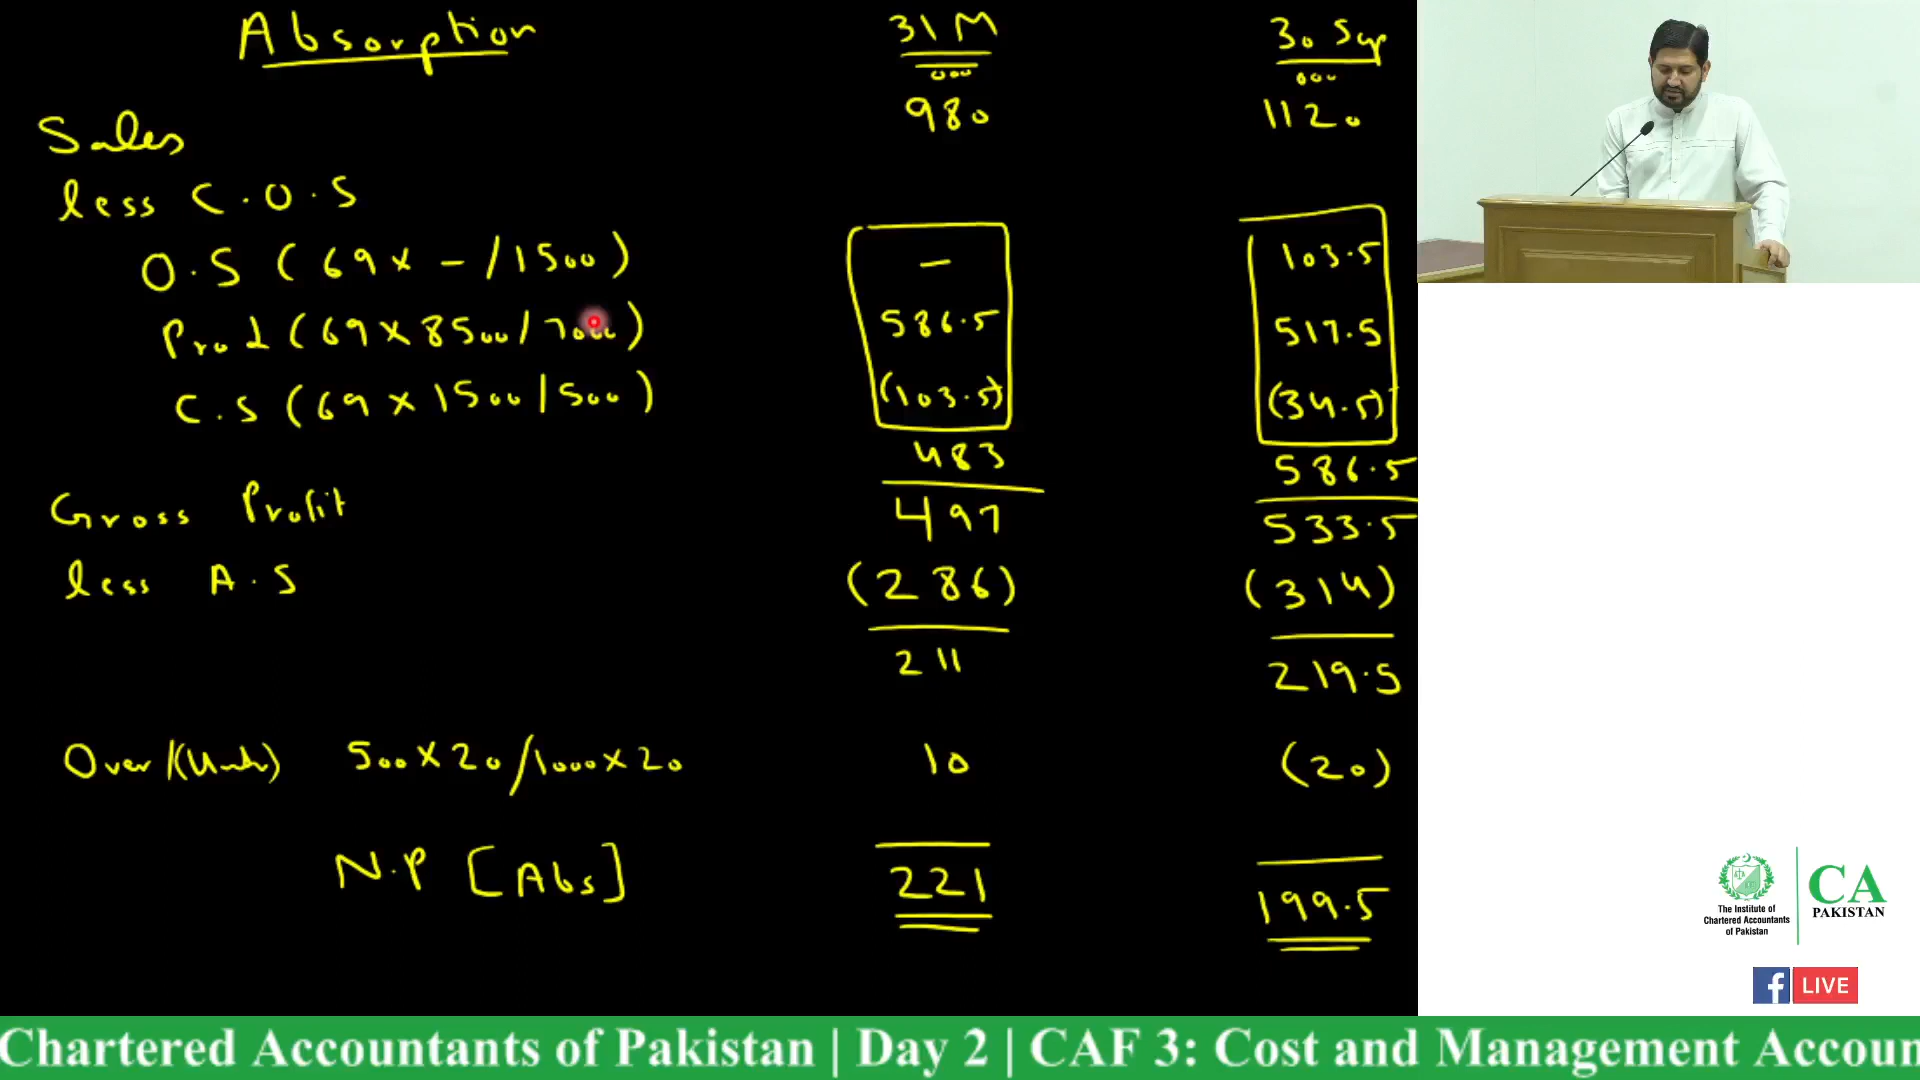 Absorption 31 M 30 Sep
000 000
Sales 980 1120
less C.O.S
O.S (69 x - / 1500) - 103.5
Prod (69 x 8500 / 7000) 586.5 517.5
C.S (69 x 1500 / 500) (103.5) (34.5)
483 586.5
Gross Profit 497 533.5
less A.S (286) (314)
211 219.5
Over/(Under) 500 x 20 / 1000 x 20 10 (20)
N.P [Abs] 221 199.5
The Institute of
Chartered Accountants
of Pakistan
CA
PAKISTAN
f LIVE
Chartered Accountants of Pakistan | Day 2 | CAF 3: Cost and Management Accoun